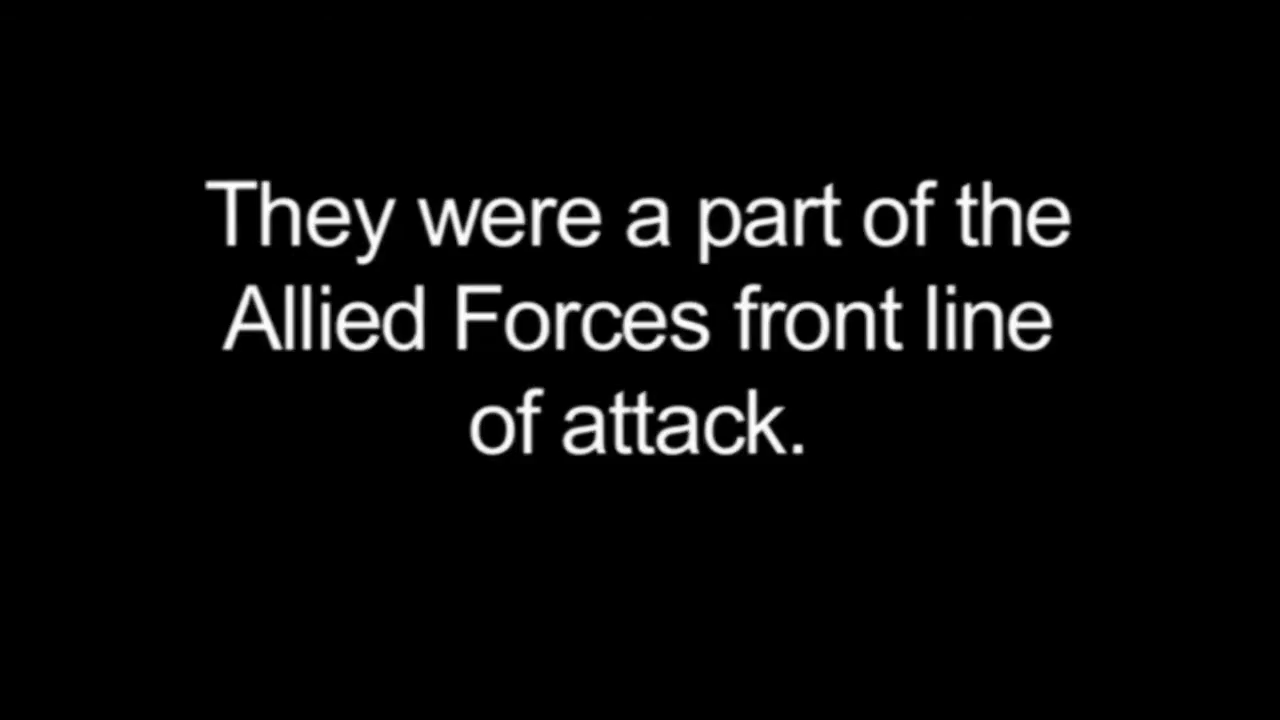 They were a part of the
Allied Forces front line
of attack.